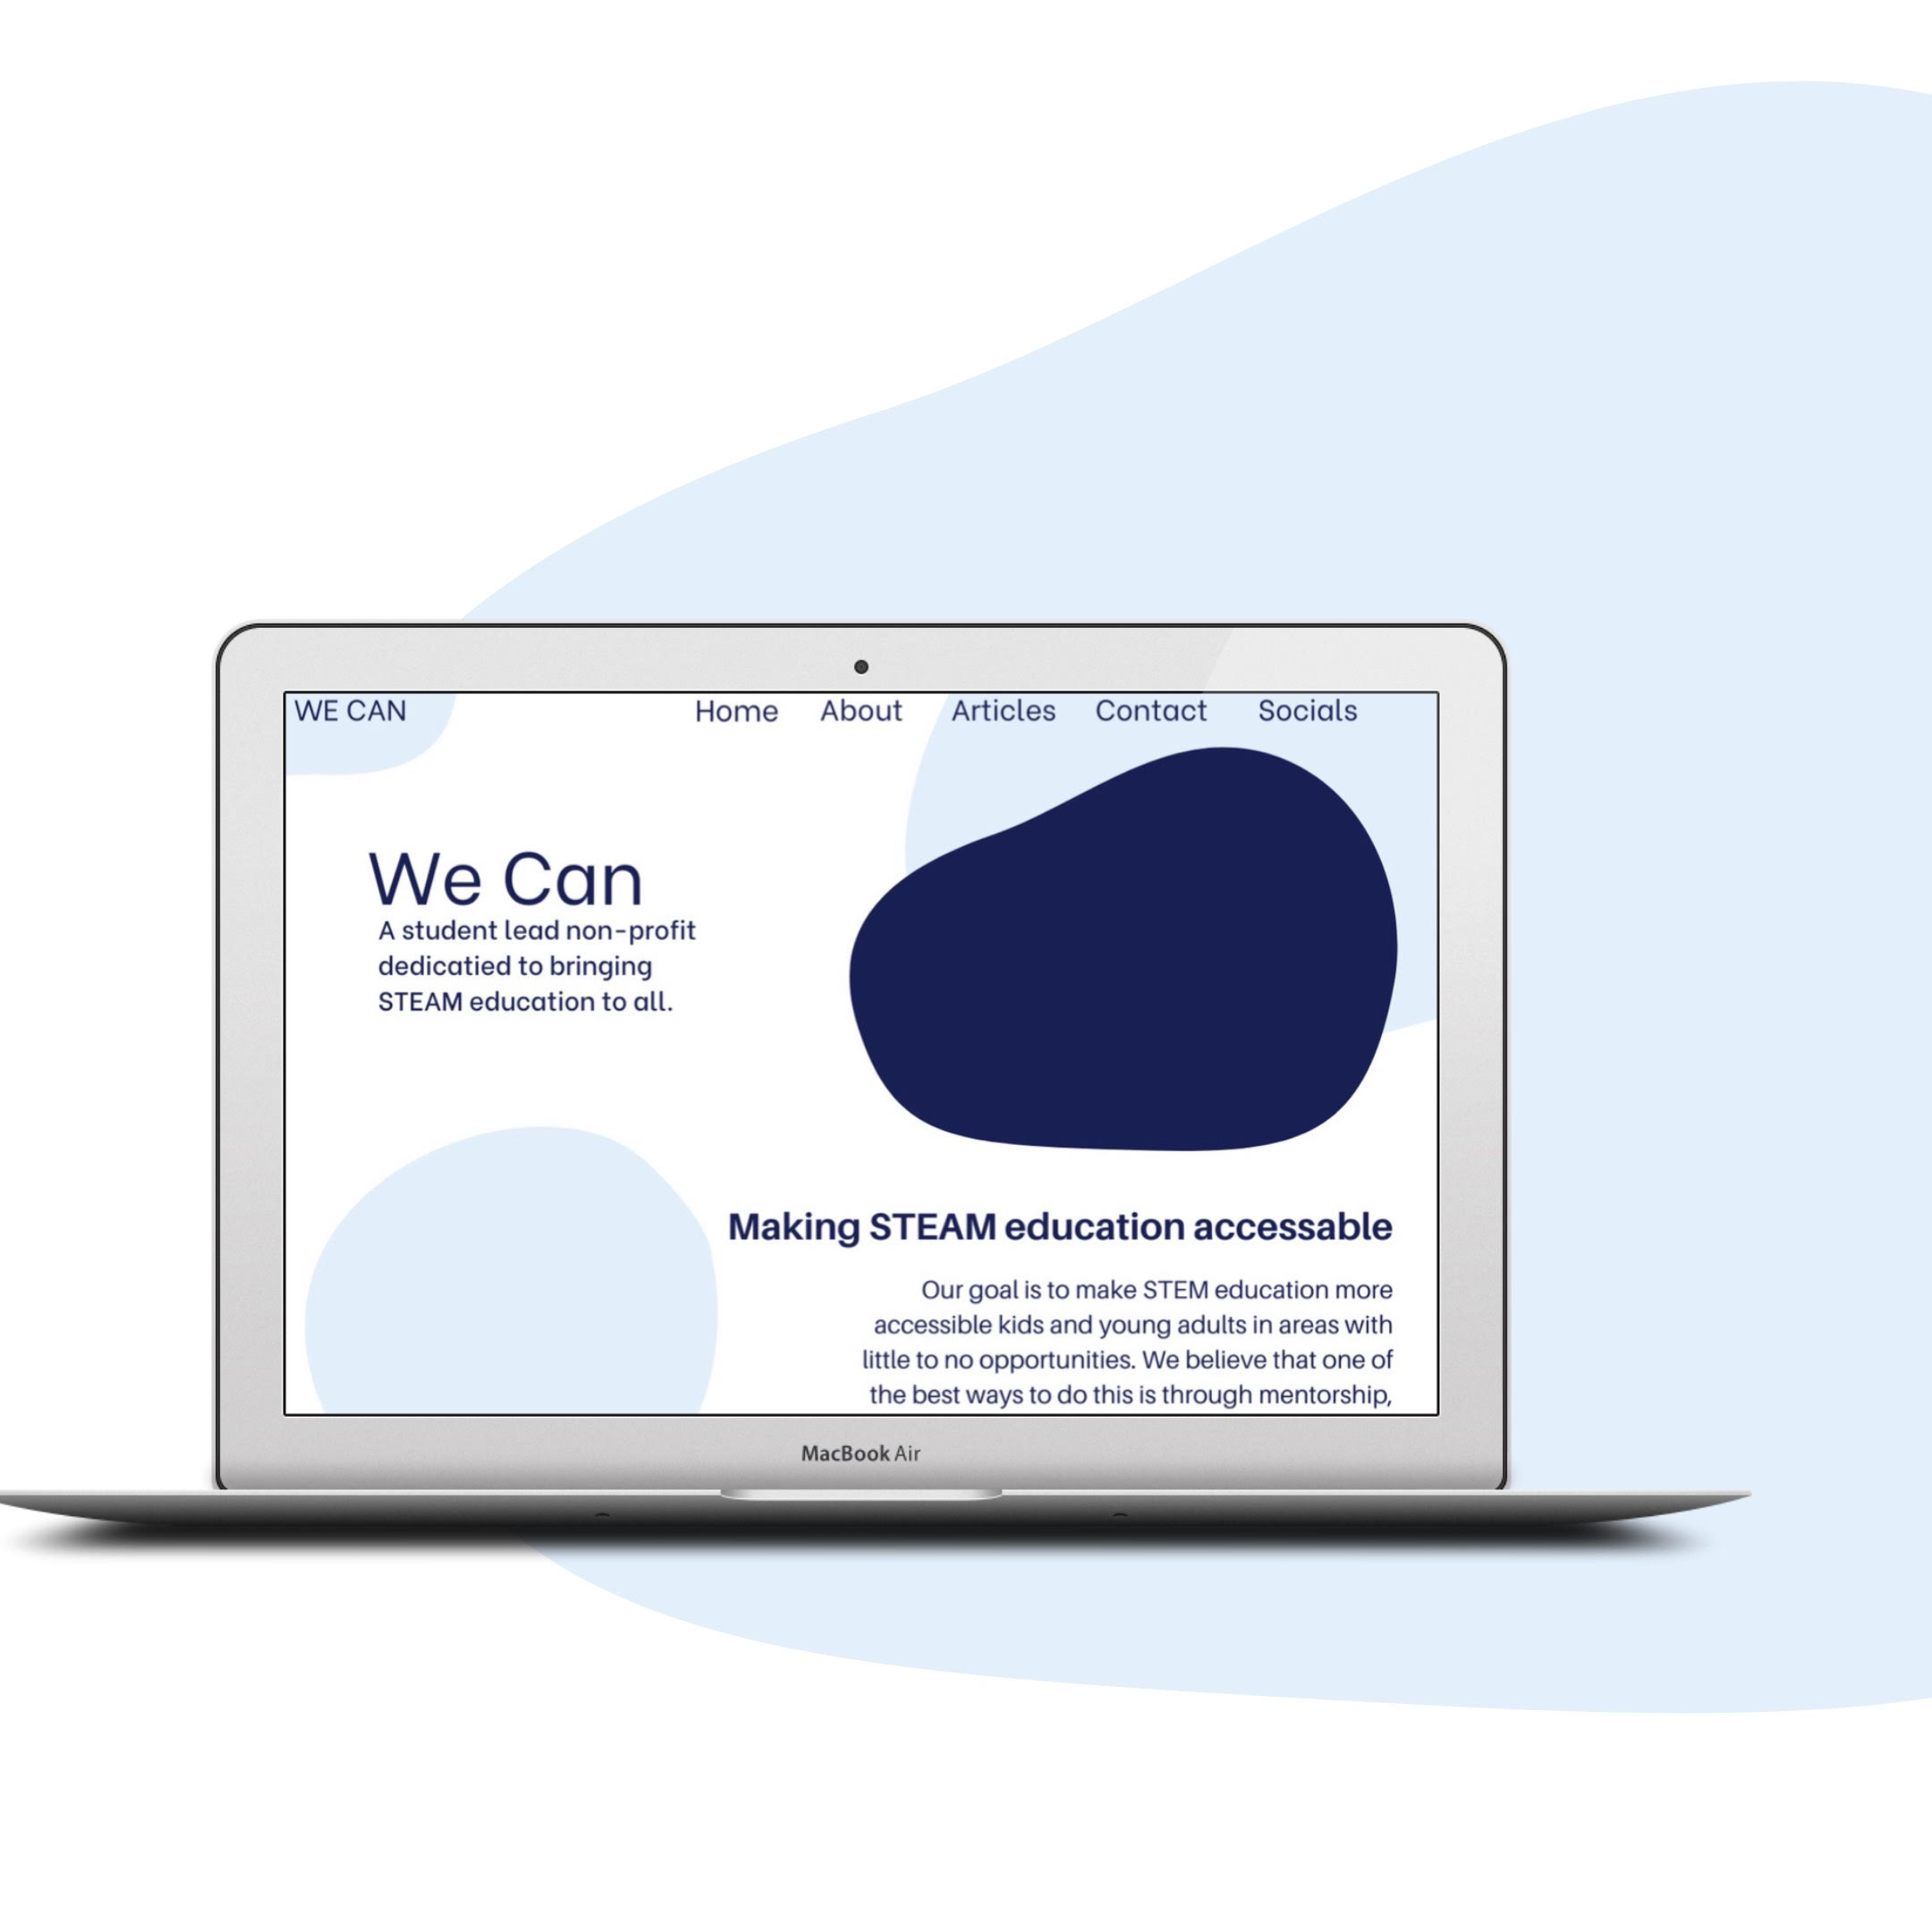 WE CAN Home About Articles Contact Socials
We Can
A student lead non-profit
dedicatied to bringing
STEAM education to all.
Making STEAM education accessable
Our goal is to make STEM education more
accessible kids and young adults in areas with
little to no opportunities. We believe that one of
the best ways to do this is through mentorship,
MacBook Air